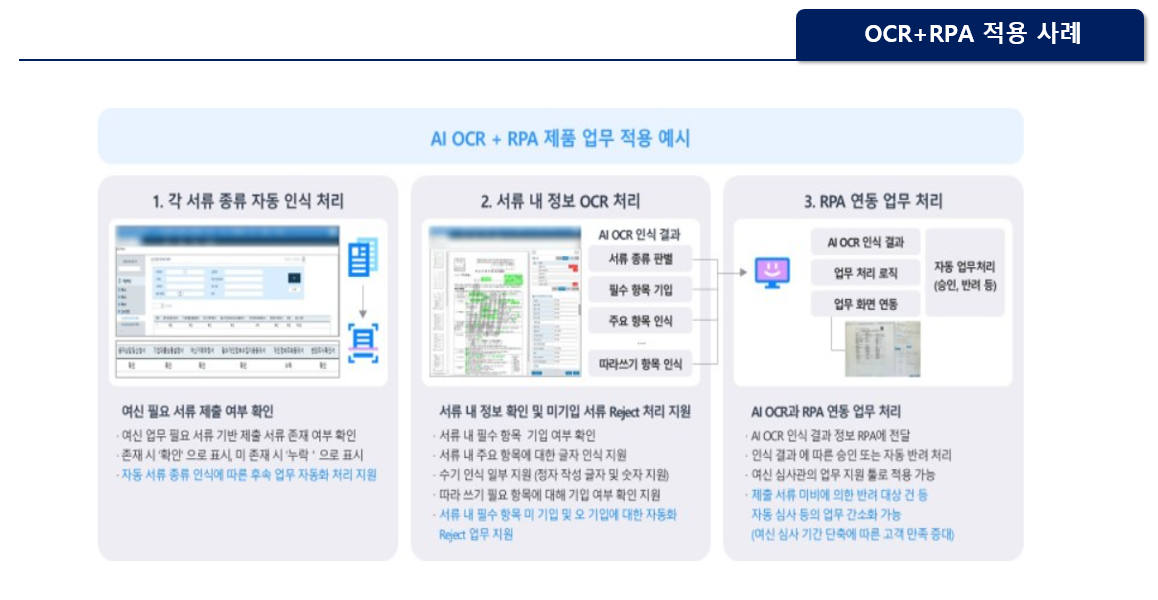 OCR+RPA 적용 사례
AI OCR + RPA 제품 업무 적용 예시
1. 각 서류 종류 자동 인식 처리
확인 확인 확인 확인 누락 확인
여신 필요 서류 제출 여부 확인
· 여신 업무 필요 서류 기반 제출 서류 존재 여부 확인
· 존재 시 '확인' 으로 표시, 미 존재 시 '누락 ' 으로 표시
· 자동 서류 종류 인식에 따른 후속 업무 자동화 처리 지원
2. 서류 내 정보 OCR 처리
AI OCR 인식 결과
서류 종류 판별
필수 항목 기입
주요 항목 인식
...
따라쓰기 항목 인식
서류 내 정보 확인 및 미기입 서류 Reject 처리 지원
· 서류 내 필수 항목 기입 여부 확인
· 서류 내 주요 항목에 대한 글자 인식 지원
· 수기 인식 일부 지원 (정자 작성 글자 및 숫자 지원)
· 따라 쓰기 필요 항목에 대해 기입 여부 확인 지원
· 서류 내 필수 항목 미 기입 및 오 기입에 대한 자동화
Reject 업무 지원
3. RPA 연동 업무 처리
AI OCR 인식 결과
업무 처리 로직
업무 화면 연동
자동 업무처리
(승인, 반려 등)
AI OCR과 RPA 연동 업무 처리
· AI OCR 인식 결과 정보 RPA에 전달
· 인식 결과 에 따른 승인 또는 자동 반려 처리
· 여신 심사관의 업무 지원 툴로 적용 가능
· 제출 서류 미비에 의한 반려 대상 건 등
자동 심사 등의 업무 간소화 가능
(여신 심사 기간 단축에 따른 고객 만족 증대)